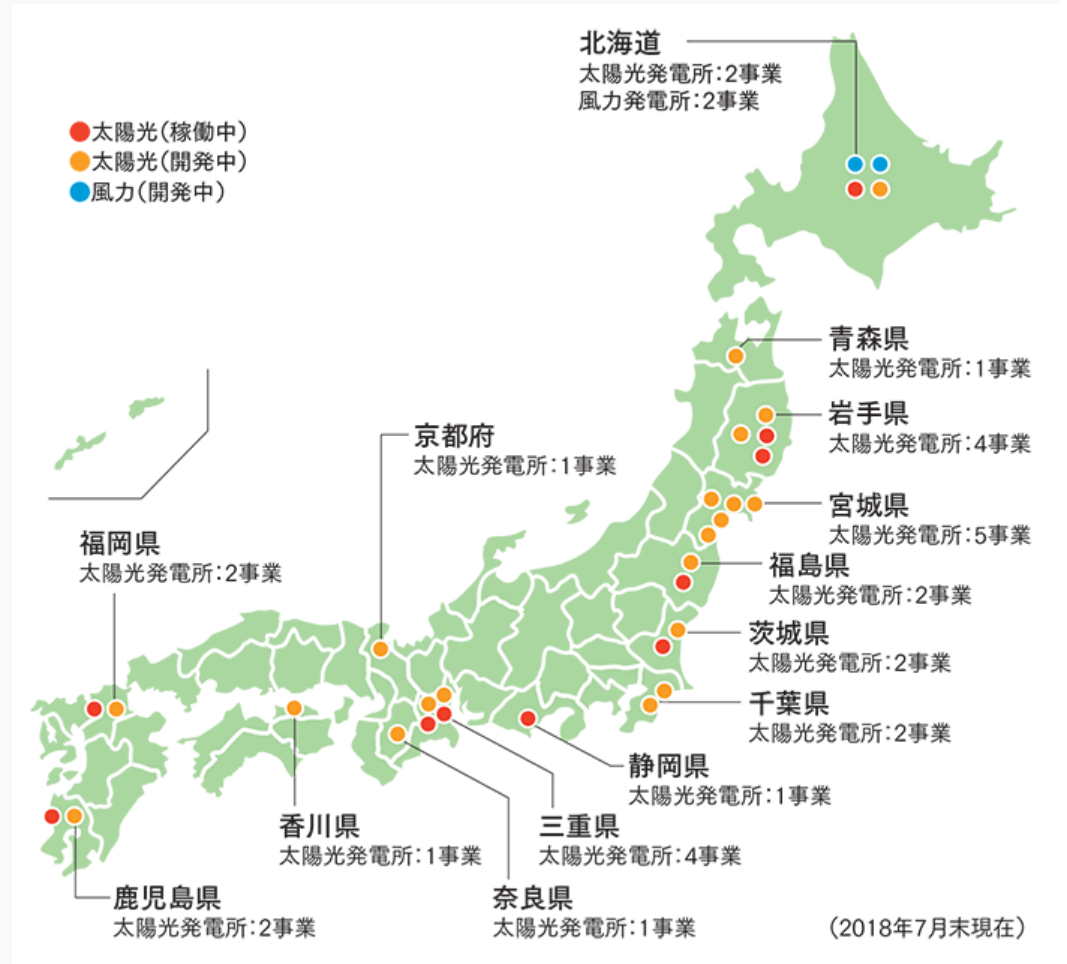 北海道
太陽光発電所：2事業
風力発電所：2事業
太陽光（稼働中）
太陽光（開発中）
風力（開発中）
青森県
太陽光発電所：1事業
岩手県
太陽光発電所：4事業
京都府
太陽光発電所：1事業
宮城県
太陽光発電所：5事業
福岡県
太陽光発電所：2事業
福島県
太陽光発電所：2事業
茨城県
太陽光発電所：2事業
千葉県
太陽光発電所：2事業
静岡県
太陽光発電所：1事業
香川県
太陽光発電所：1事業
三重県
太陽光発電所：4事業
鹿児島県
太陽光発電所：2事業
奈良県
太陽光発電所：1事業
（2018年7月末現在）